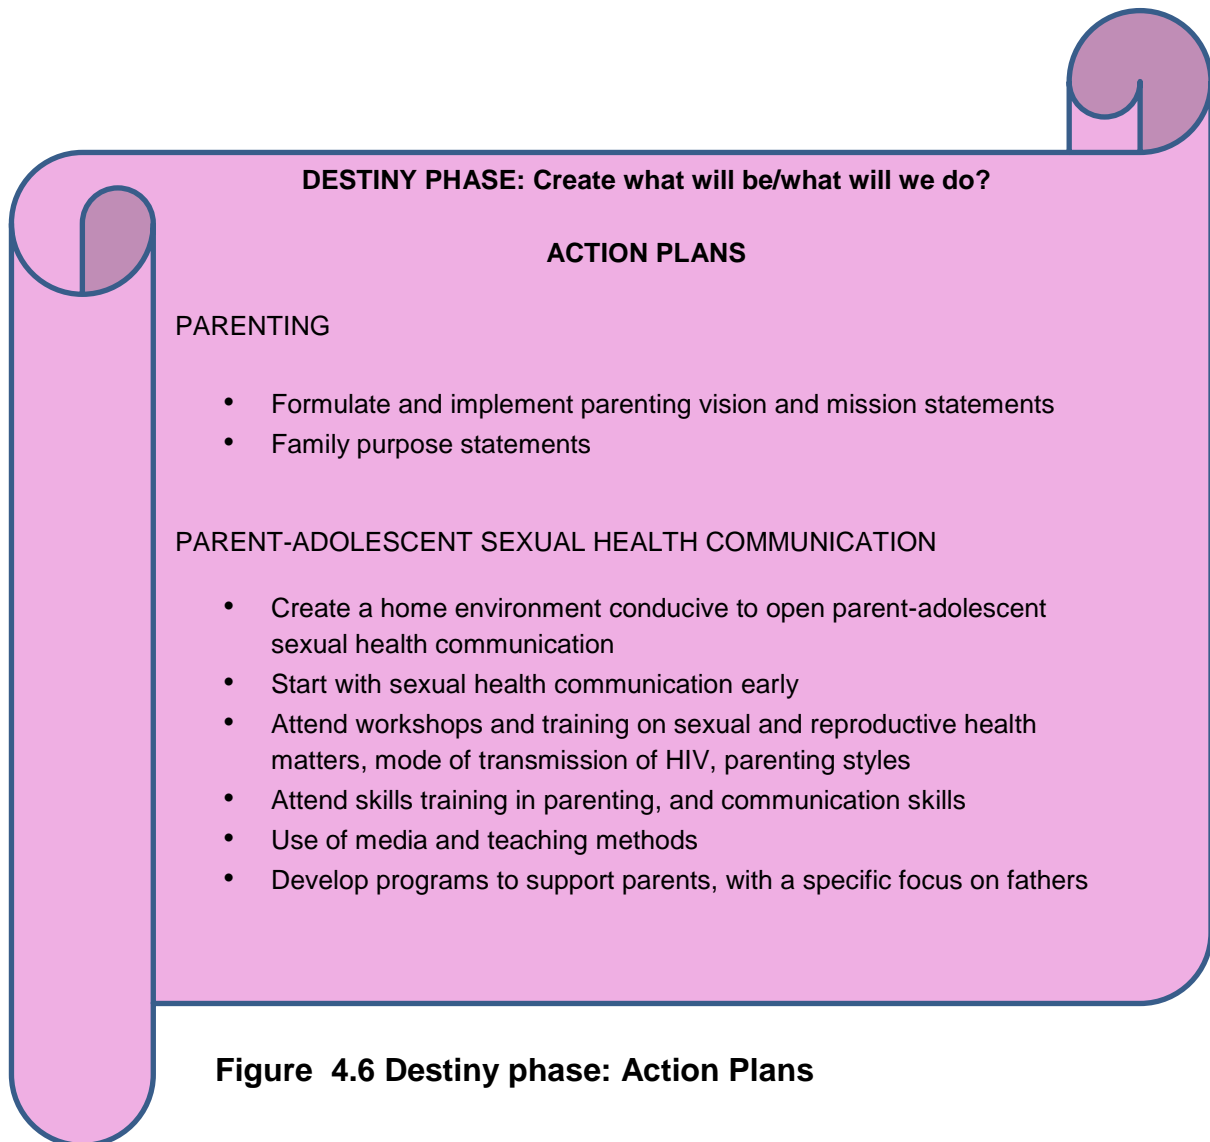 DESTINY PHASE: Create what will be/what will we do?
ACTION PLANS
PARENTING
• Formulate and implement parenting vision and mission statements
• Family purpose statements
PARENT-ADOLESCENT SEXUAL HEALTH COMMUNICATION
• Create a home environment conducive to open parent-adolescent
sexual health communication
• Start with sexual health communication early
• Attend workshops and training on sexual and reproductive health
matters, mode of transmission of HIV, parenting styles
• Attend skills training in parenting, and communication skills
• Use of media and teaching methods
• Develop programs to support parents, with a specific focus on fathers
Figure 4.6 Destiny phase: Action Plans